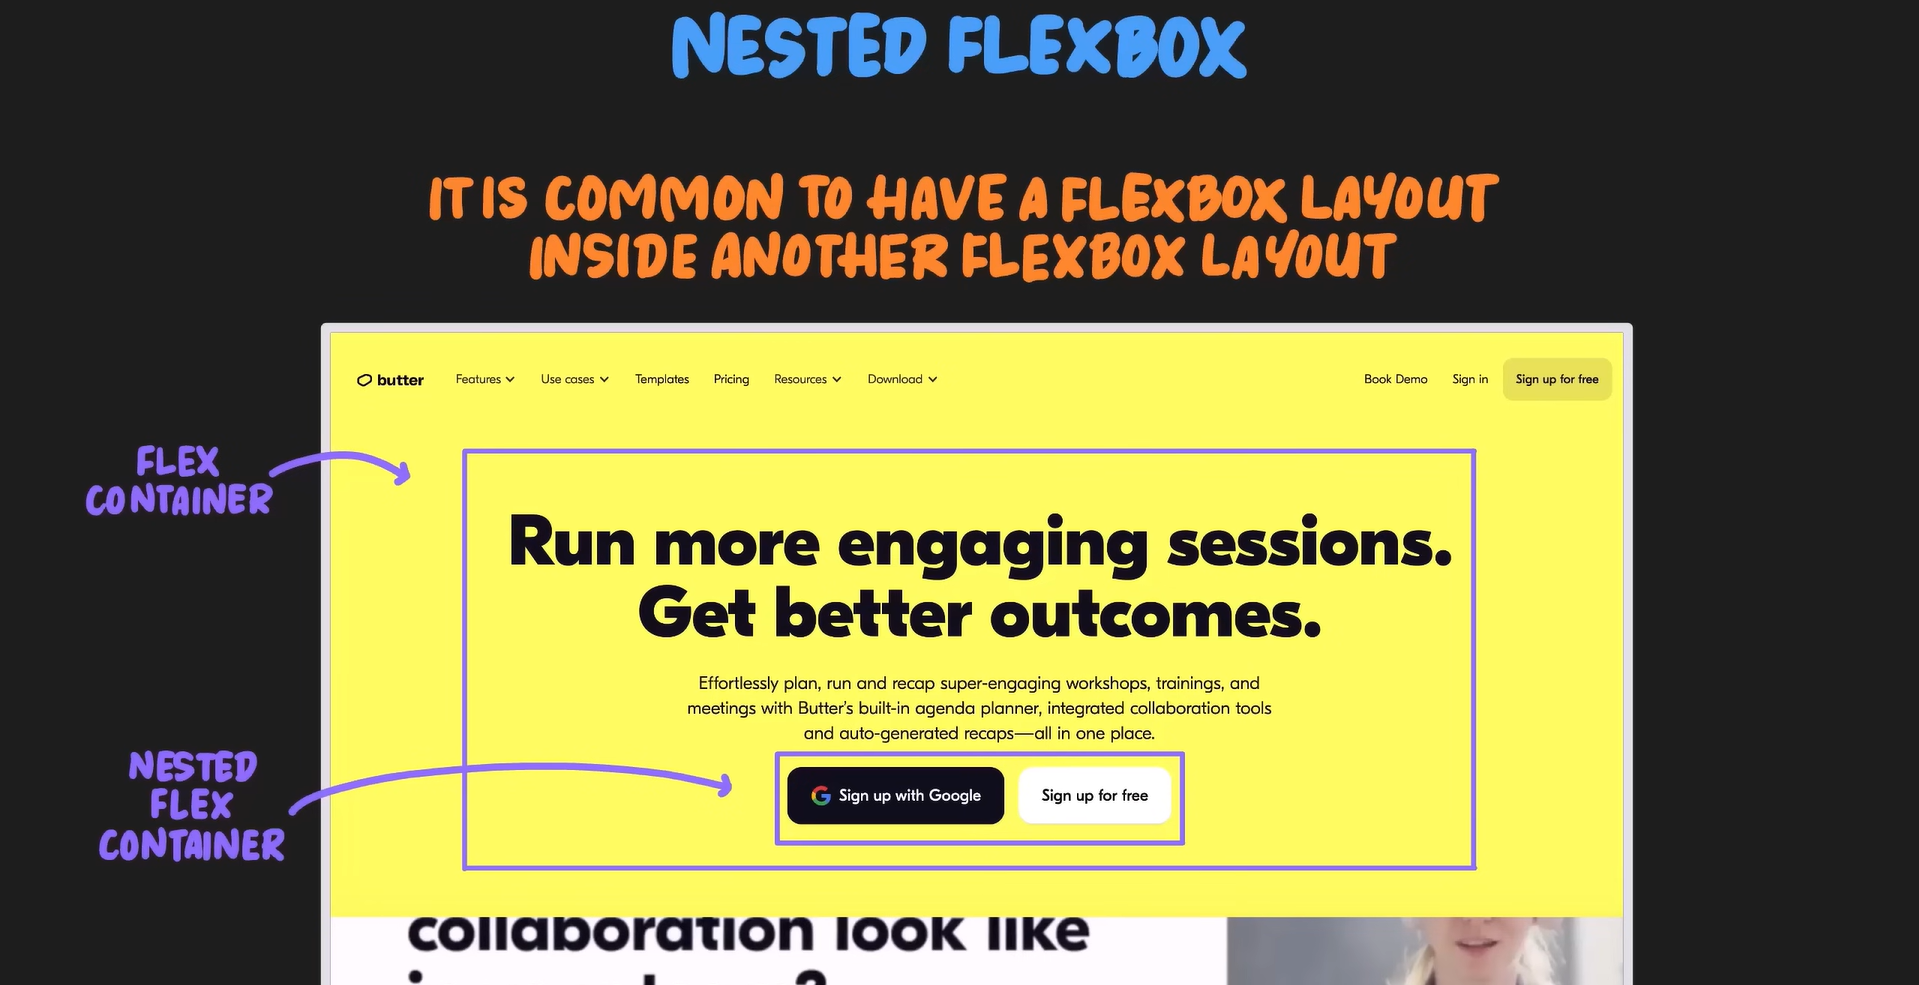 NESTED FLEXBOX
IT IS COMMON TO HAVE A FLEXBOX LAYOUT
INSIDE ANOTHER FLEXBOX LAYOUT
butter Features Use cases Templates Pricing Resources Download Book Demo Sign in Sign up for free
FLEX
CONTAINER
Run more engaging sessions.
Get better outcomes.
Effortlessly plan, run and recap super-engaging workshops, trainings, and
meetings with Butter's built-in agenda planner, integrated collaboration tools
and auto-generated recaps—all in one place.
NESTED
FLEX
CONTAINER
Sign up with Google Sign up for free
collaboration look like